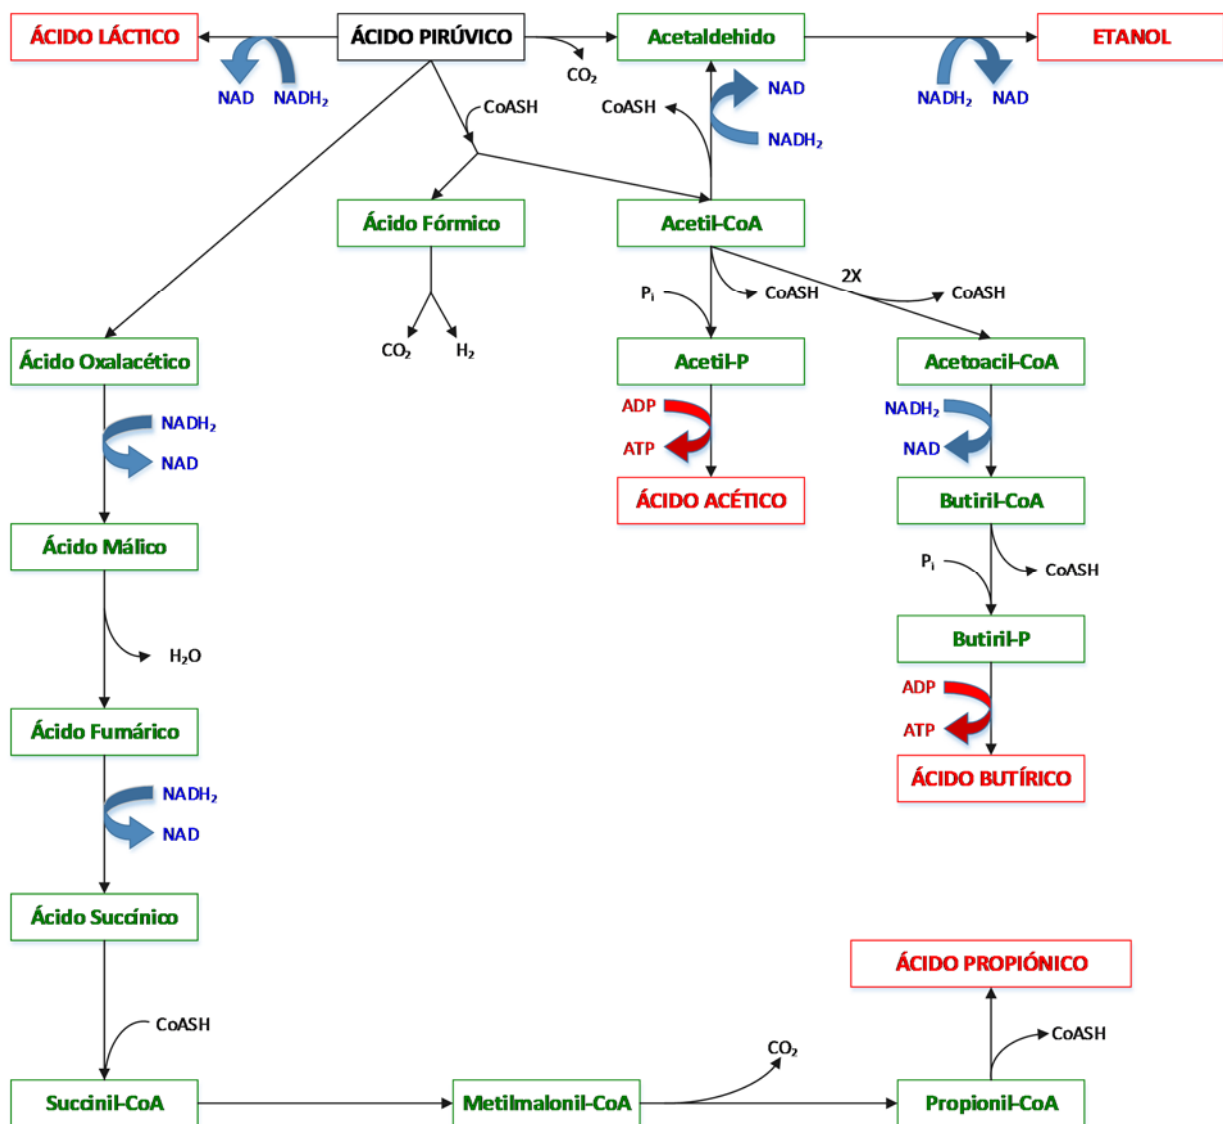 ÁCIDO LÁCTICO
ÁCIDO PIRÚVICO
Acetaldehido
ETANOL
CO₂
NAD
NADH₂
CoASH
CoASH
NAD
NADH₂
NADH₂
NAD
Ácido Fórmico
Acetil-CoA
2X
Pᵢ
CoASH
CoASH
CO₂
H₂
Ácido Oxalacético
Acetil-P
Acetoacil-CoA
NADH₂
NAD
ADP
ATP
NADH₂
NAD
ÁCIDO ACÉTICO
Butiril-CoA
Ácido Málico
Pᵢ
CoASH
H₂O
Butiril-P
ADP
ATP
Ácido Fumárico
ÁCIDO BUTÍRICO
NADH₂
NAD
Ácido Succínico
ÁCIDO PROPIÓNICO
CoASH
CO₂
CoASH
Succinil-CoA
Metilmalonil-CoA
Propionil-CoA